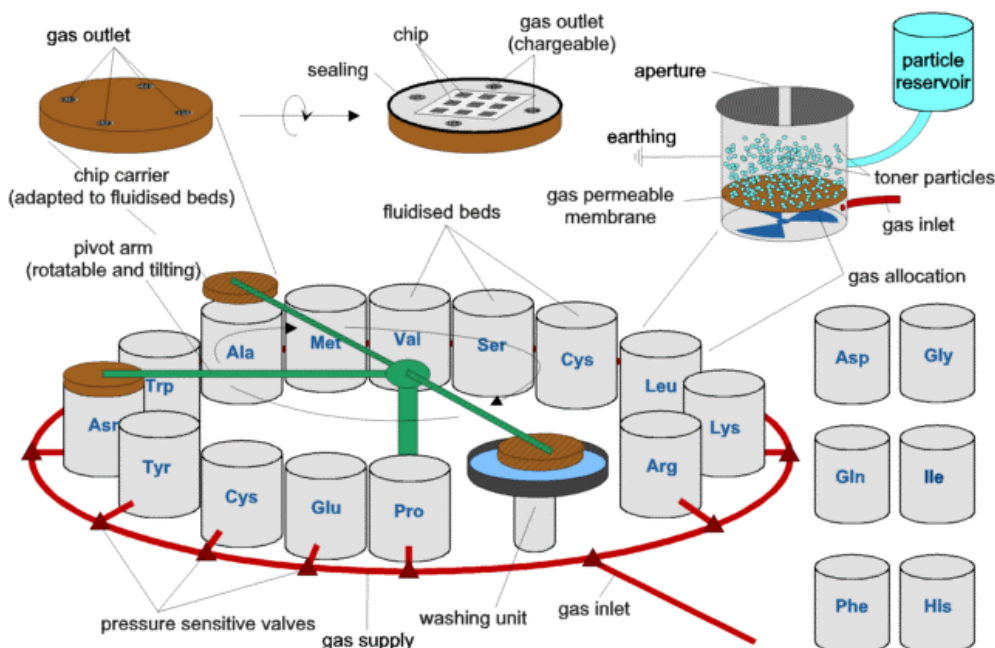 gas outlet
chip
gas outlet
(chargeable)
sealing
aperture
particle
reservoir
earthing
chip carrier
(adapted to fluidised beds)
toner particles
gas permeable
membrane
gas inlet
fluidised beds
pivot arm
(rotatable and tilting)
gas allocation
Ala
Met
Val
Ser
Cys
Trp
Leu
Asp
Gly
Asn
Lys
Tyr
Arg
Gln
Ile
Cys
Glu
Pro
Phe
His
pressure sensitive valves
gas supply
washing unit
gas inlet